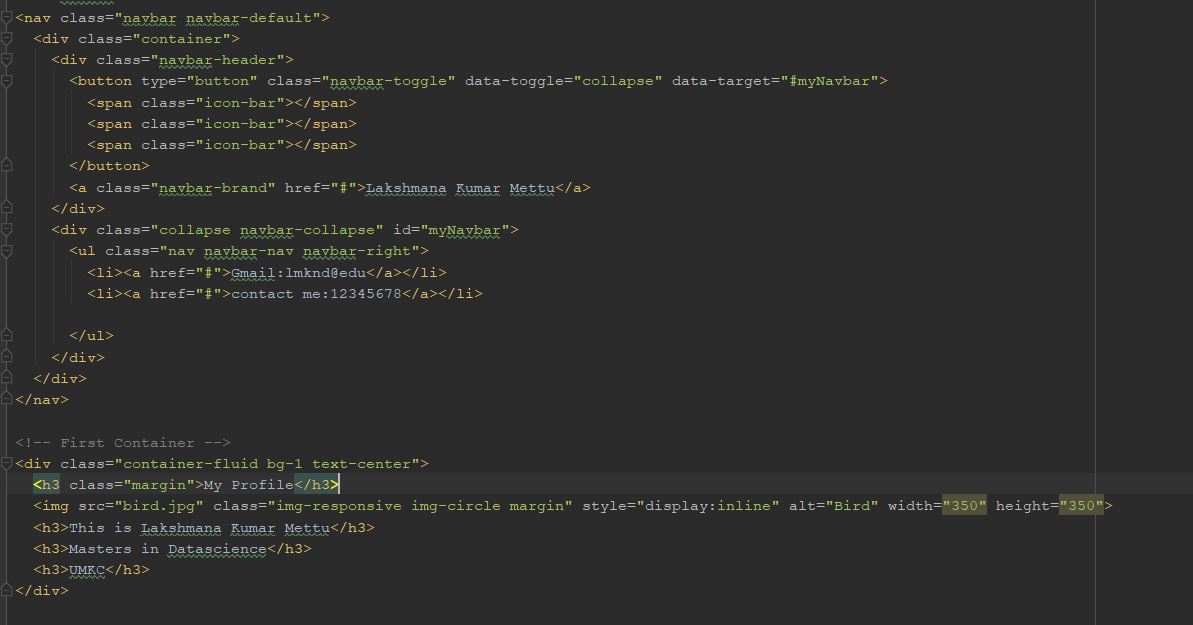 <nav class="navbar navbar-default">
<div class="container">
<div class="navbar-header">
<button type="button" class="navbar-toggle" data-toggle="collapse" data-target="#myNavbar">
<span class="icon-bar"></span>
<span class="icon-bar"></span>
<span class="icon-bar"></span>
</button>
<a class="navbar-brand" href="#">Lakshmana Kumar Mettu</a>
</div>
<div class="collapse navbar-collapse" id="myNavbar">
<ul class="nav navbar-nav navbar-right">
<li><a href="#">Gmail:lmknd@edu</a></li>
<li><a href="#">contact me:12345678</a></li>
</ul>
</div>
</div>
</nav>
<!-- First Container -->
<div class="container-fluid bg-1 text-center">
<h3 class="margin">My Profile</h3>
<img src="bird.jpg" class="img-responsive img-circle margin" style="display:inline" alt="Bird" width="350" height="350">
<h3>This is Lakshmana Kumar Mettu</h3>
<h3>Masters in Datascience</h3>
<h3>UMKC</h3>
</div>